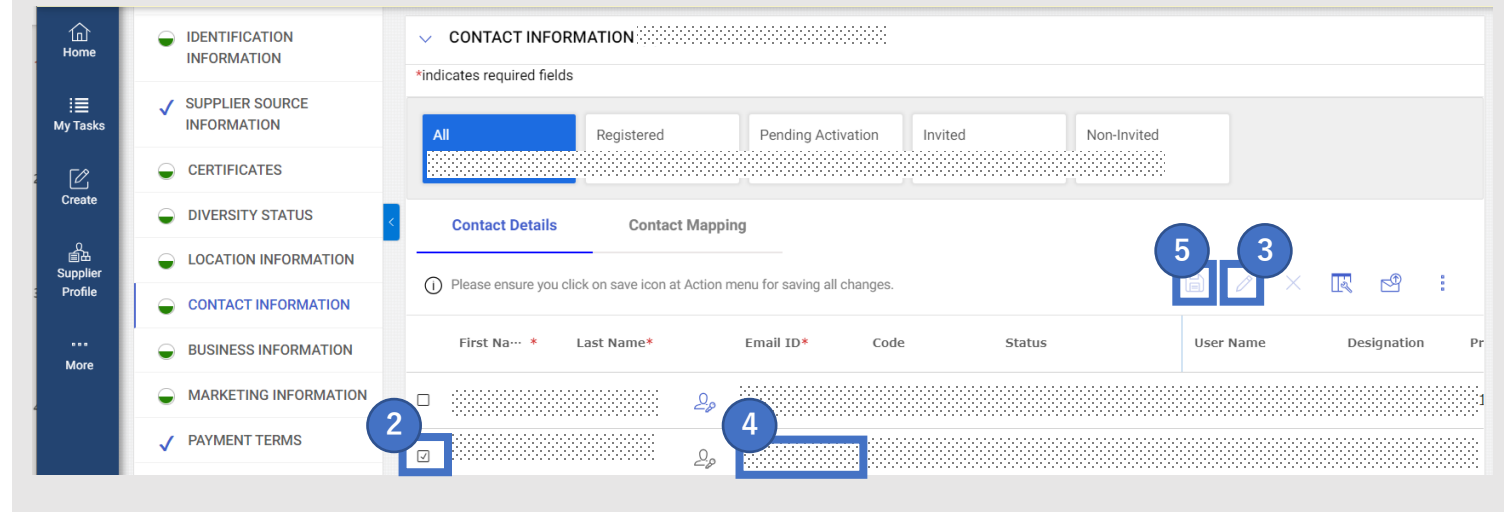 Home
My Tasks
Create
Supplier
Profile
More
IDENTIFICATION
INFORMATION
SUPPLIER SOURCE
INFORMATION
CERTIFICATES
DIVERSITY STATUS
LOCATION INFORMATION
CONTACT INFORMATION
BUSINESS INFORMATION
MARKETING INFORMATION
PAYMENT TERMS
CONTACT INFORMATION
*indicates required fields
All Registered Pending Activation Invited Non-Invited
Contact Details Contact Mapping
5 3
Please ensure you click on save icon at Action menu for saving all changes.
First Na... * Last Name* Email ID* Code Status User Name Designation Pr
2 4